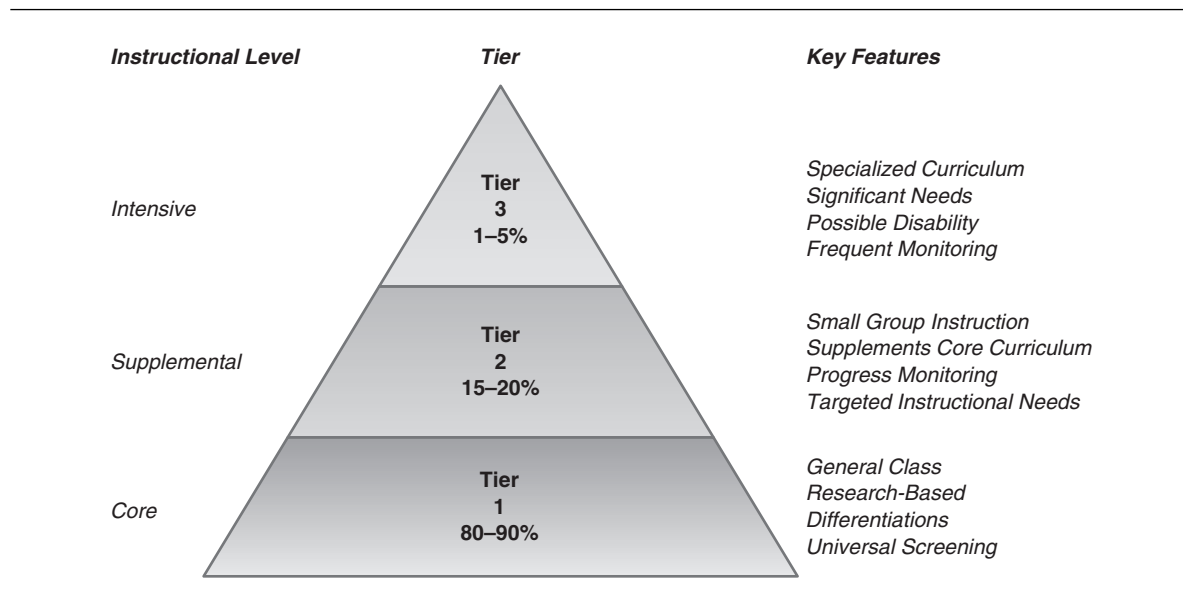 Instructional Level Tier Key Features
Tier
3
1–5%
Intensive
Specialized Curriculum
Significant Needs
Possible Disability
Frequent Monitoring
Tier
2
15–20%
Supplemental
Small Group Instruction
Supplements Core Curriculum
Progress Monitoring
Targeted Instructional Needs
Tier
1
80–90%
Core
General Class
Research-Based
Differentiations
Universal Screening